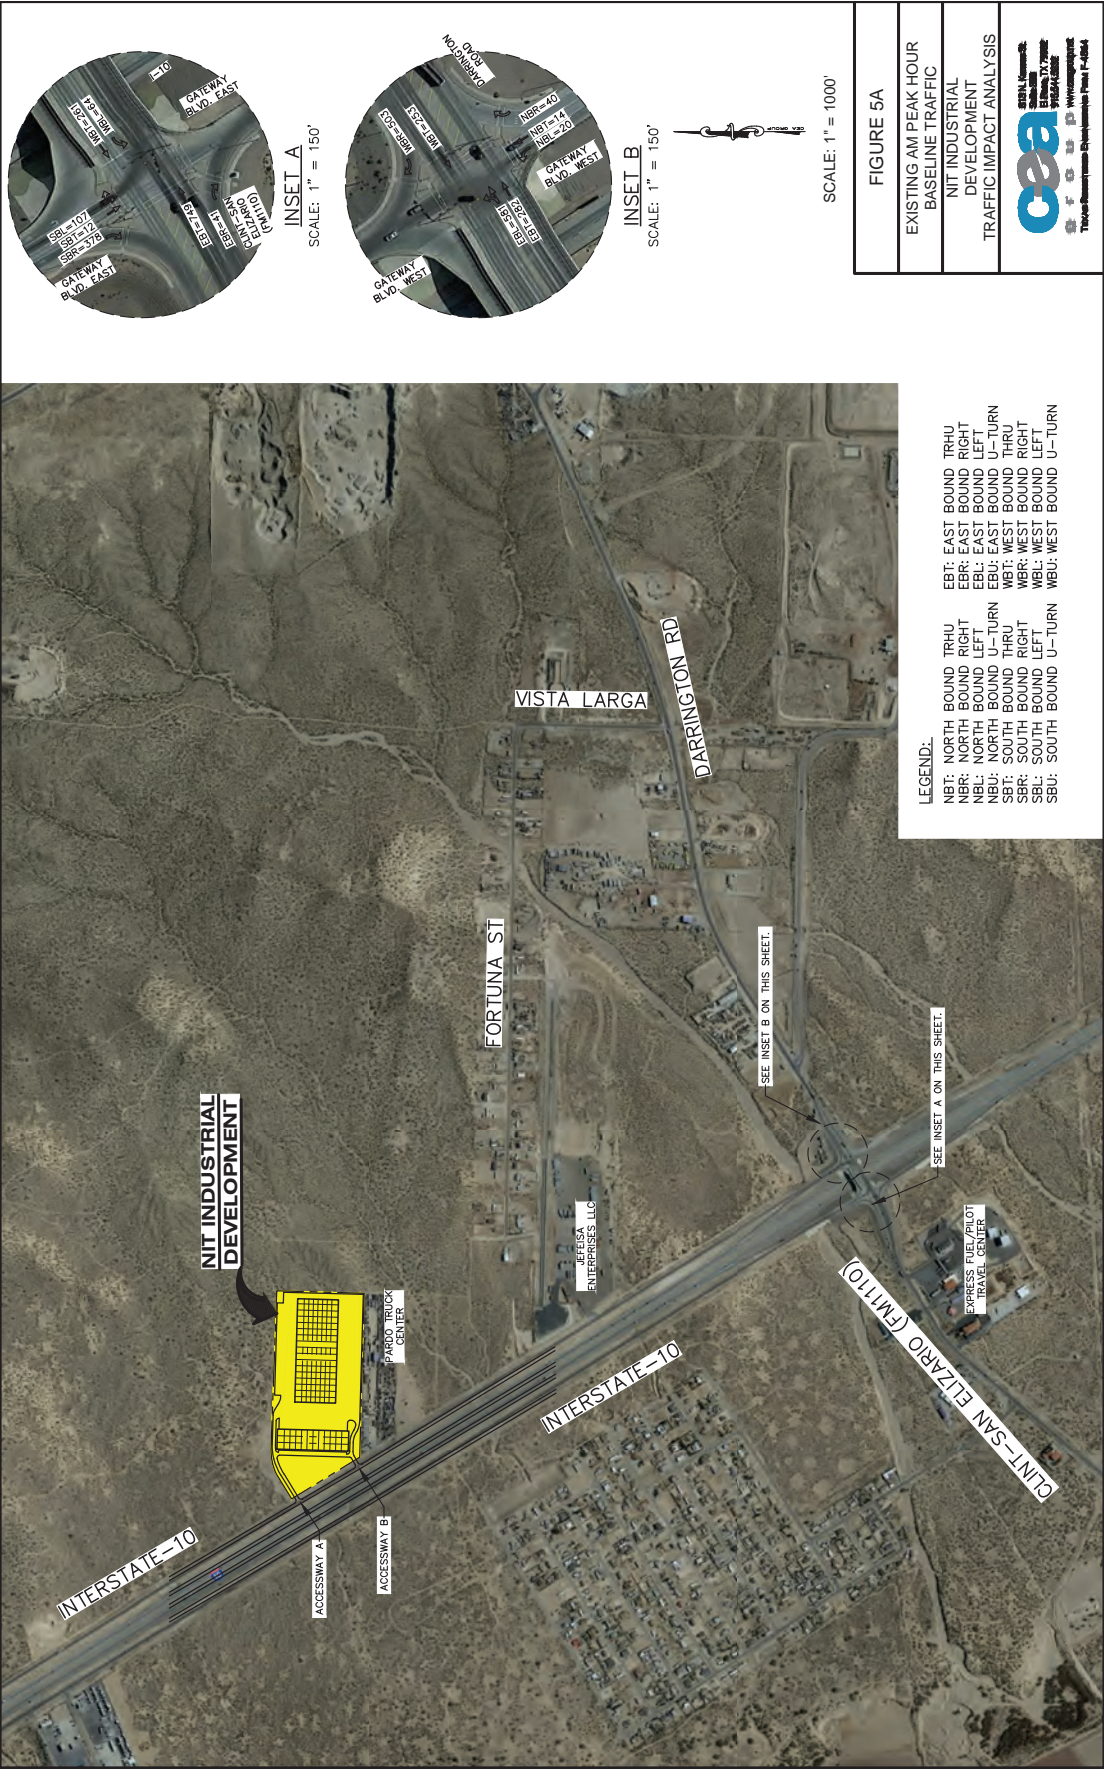 NIT INDUSTRIAL
DEVELOPMENT
INTERSTATE-10
ACCESSWAY A
ACCESSWAY B
PARDO TRUCK
CENTER
INTERSTATE-10
JEFEISA
ENTERPRISES LLC
FORTUNA ST
VISTA LARGA
DARRINGTON RD
SEE INSET B ON THIS SHEET.
SEE INSET A ON THIS SHEET.
EXPRESS FUEL/PILOT
TRAVEL CENTER
CLINT-SAN ELIZARIO (FM1110)
LEGEND:
NBT: NORTH BOUND TRHU
NBR: NORTH BOUND RIGHT
NBL: NORTH BOUND LEFT
NBU: NORTH BOUND U-TURN
SBT: SOUTH BOUND THRU
SBR: SOUTH BOUND RIGHT
SBL: SOUTH BOUND LEFT
SBU: SOUTH BOUND U-TURN
EBT: EAST BOUND TRHU
EBR: EAST BOUND RIGHT
EBL: EAST BOUND LEFT
EBU: EAST BOUND U-TURN
WBT: WEST BOUND THRU
WBR: WEST BOUND RIGHT
WBL: WEST BOUND LEFT
WBU: WEST BOUND U-TURN
GATEWAY
BLVD. EAST
SBL=107
SBT=12
SBR=378
WBT=261
WBL=64
I-10
GATEWAY
BLVD. EAST
EBT=749
EBR=41
CLINT-SAN
ELIZARIO
(FM1110)
INSET A
SCALE: 1" = 150'
GATEWAY
BLVD. WEST
WBR=503
WBT=253
DARRINGTON
ROAD
NBR=40
NBT=14
NBL=20
GATEWAY
BLVD. WEST
EBL=581
EBT=282
INSET B
SCALE: 1" = 150'
CEA GROUP
SCALE: 1" = 1000'
FIGURE 5A
EXISTING AM PEAK HOUR
BASELINE TRAFFIC
NIT INDUSTRIAL
DEVELOPMENT
TRAFFIC IMPACT ANALYSIS
cea
group